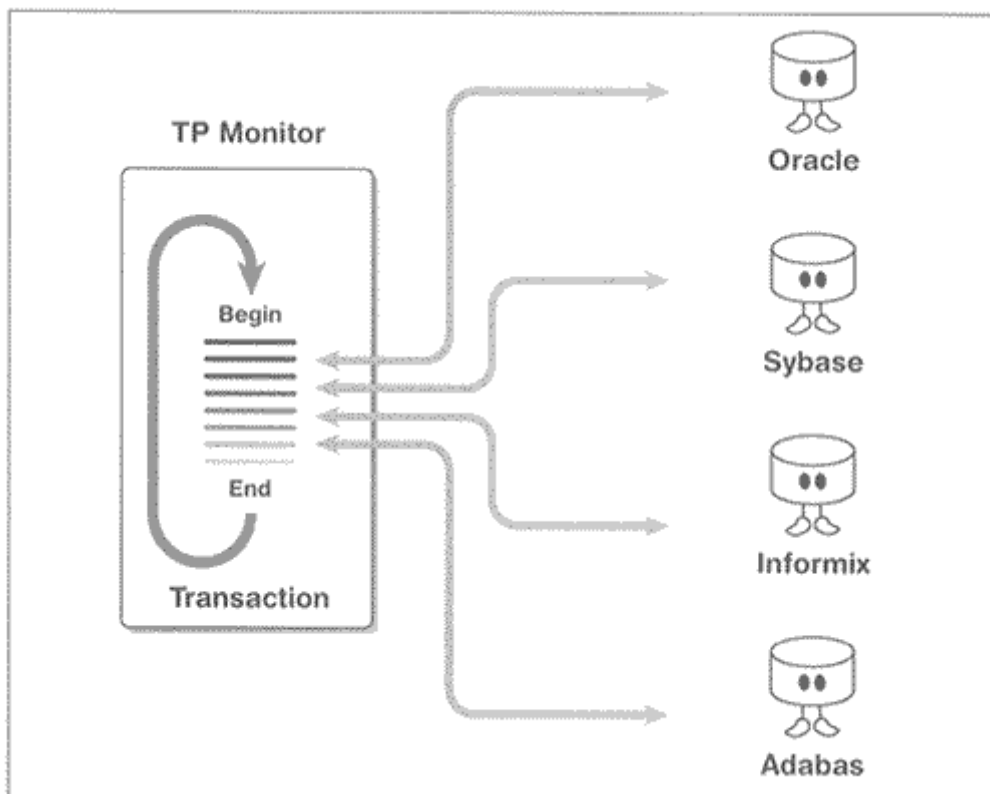 TP Monitor
Begin
End
Transaction
Oracle
Sybase
Informix
Adabas